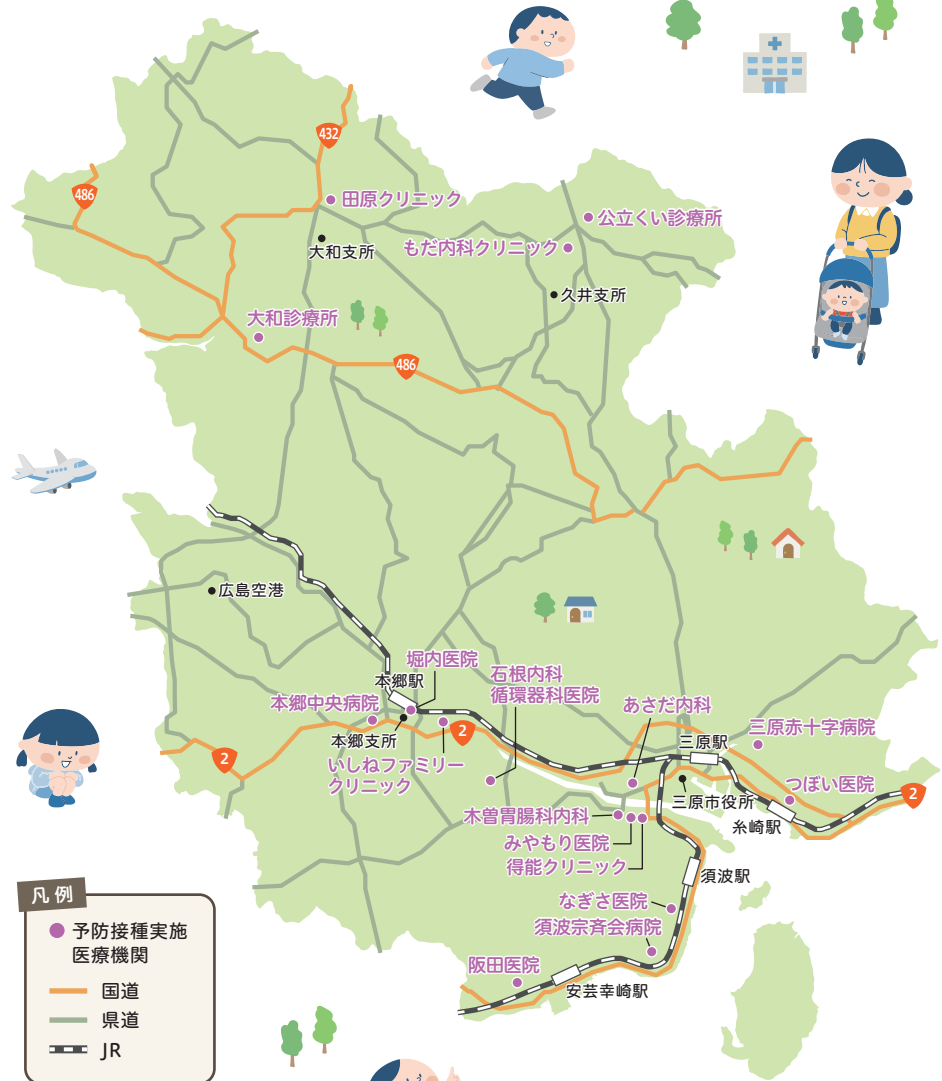 432
486
田原クリニック
公立くい診療所
大和支所
もだ内科クリニック
久井支所
大和診療所
486
広島空港
堀内医院
石根内科
循環器科医院
本郷駅
本郷中央病院
あさだ内科
三原赤十字病院
2
本郷支所
三原駅
2
いしねファミリー
クリニック
つぼい医院
2
三原市役所
木曽胃腸科内科
糸崎駅
みやもり医院
得能クリニック
須波駅
なぎさ医院
須波宗斉会病院
阪田医院
安芸幸崎駅
凡例
予防接種実施
医療機関
国道
県道
JR